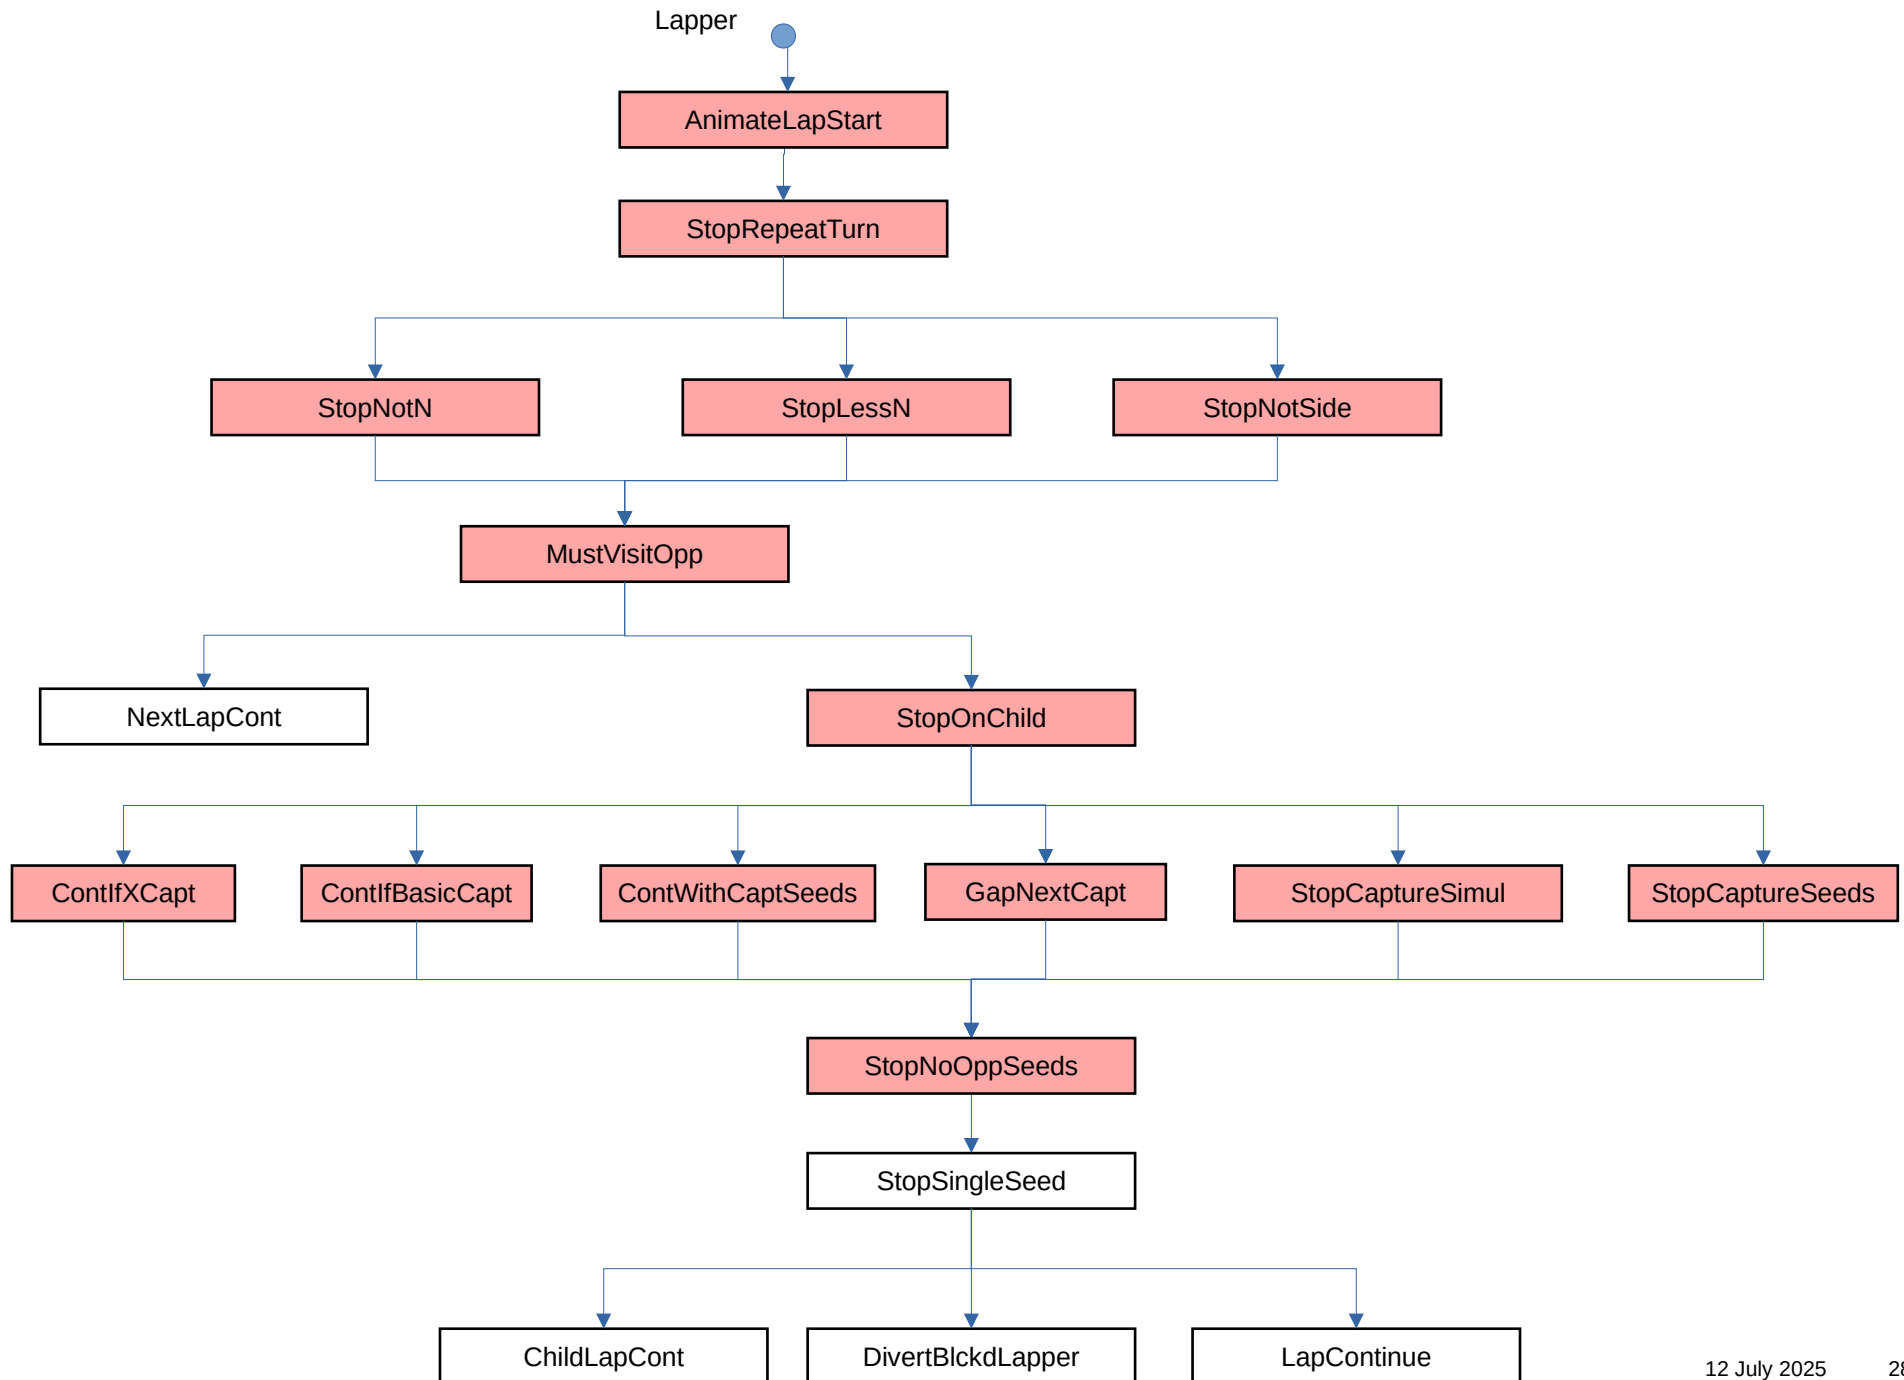 Lapper
AnimateLapStart
StopRepeatTurn
StopNotN
StopLessN
StopNotSide
MustVisitOpp
NextLapCont
StopOnChild
ContIfXCapt
ContIfBasicCapt
ContWithCaptSeeds
GapNextCapt
StopCaptureSimul
StopCaptureSeeds
StopNoOppSeeds
StopSingleSeed
ChildLapCont
DivertBlckdLapper
LapContinue
12 July 2025
28